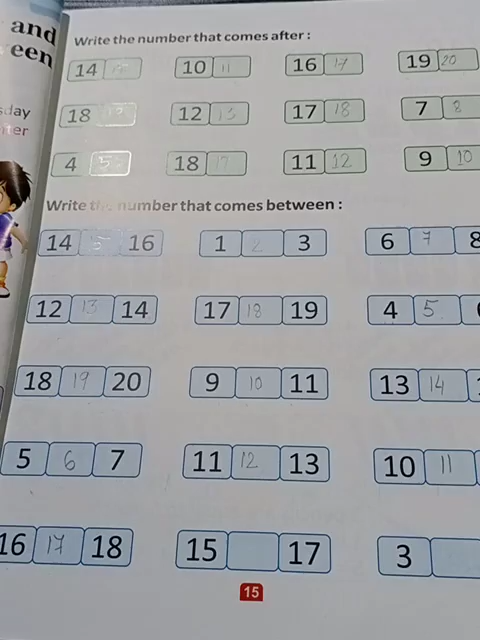 and
een
sday
ter
Write the number that comes after :
14 10 11 16 17 19 20
18 12 13 17 18 7 8
4 5 18 11 12 9 10
Write the number that comes between :
14 16 1 2 3 6 7 8
12 13 14 17 18 19 4 5
18 19 20 9 10 11 13 14
5 6 7 11 12 13 10 11
16 17 18 15 17 3
15